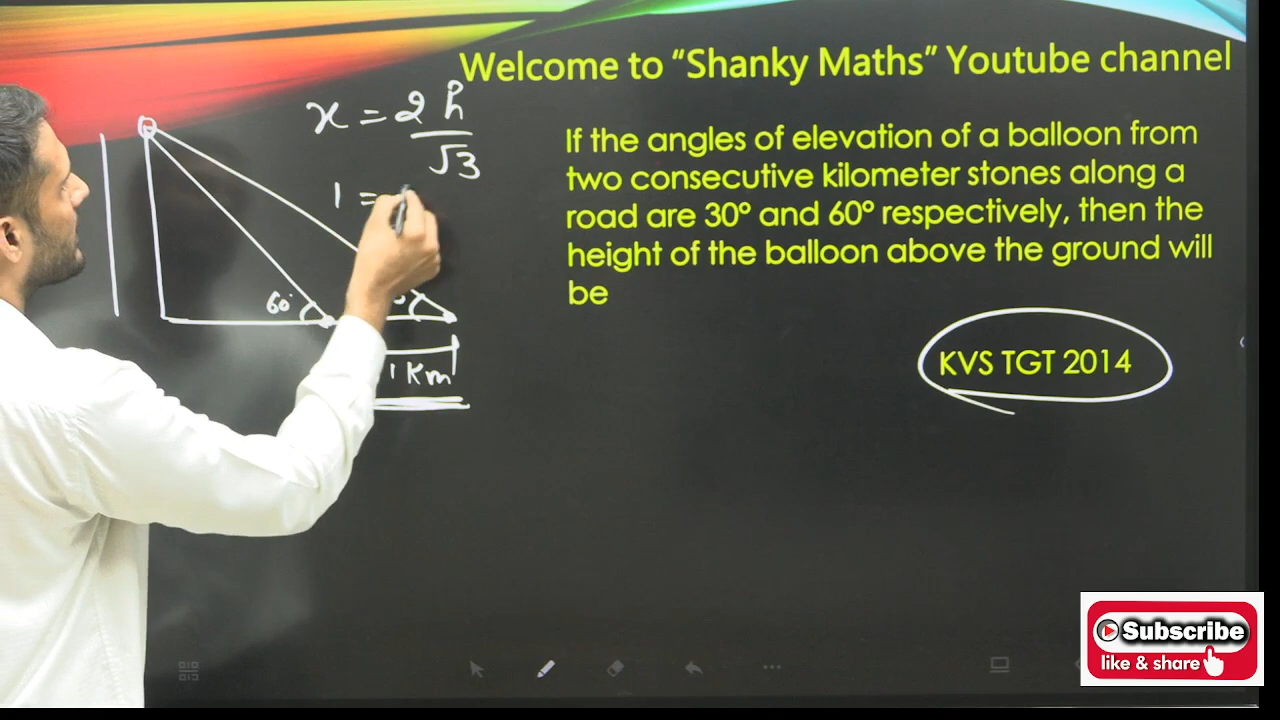 Welcome to “Shanky Maths” Youtube channel
x = 2 h
√3
1 =
If the angles of elevation of a balloon from
two consecutive kilometer stones along a
road are 30° and 60° respectively, then the
height of the balloon above the ground will
be
60°
1 Km
KVS TGT 2014
Subscribe
like & share